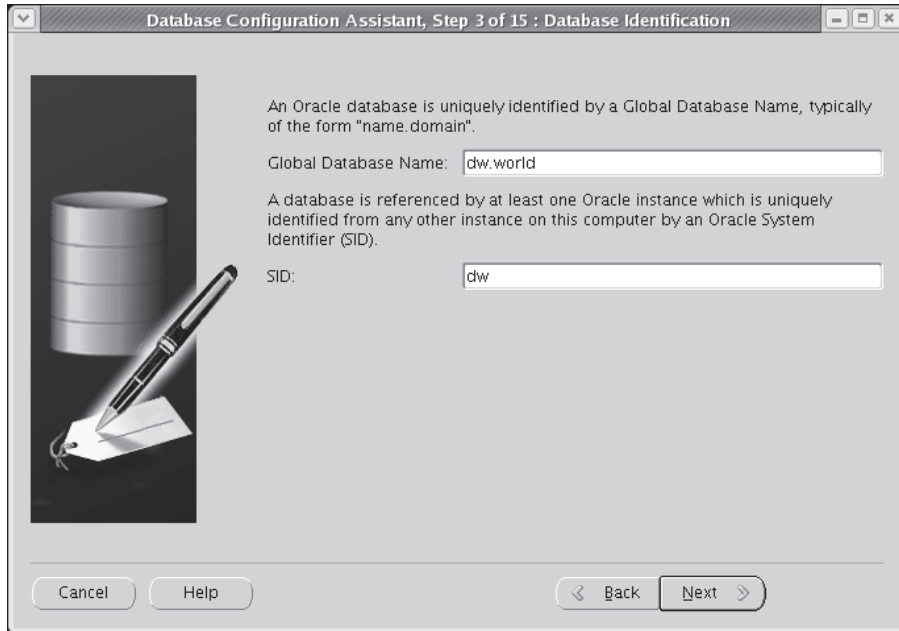 Database Configuration Assistant, Step 3 of 15 : Database Identification
An Oracle database is uniquely identified by a Global Database Name, typically
of the form "name.domain".
Global Database Name: dw.world
A database is referenced by at least one Oracle instance which is uniquely
identified from any other instance on this computer by an Oracle System
Identifier (SID).
SID: dw
Cancel Help Back Next